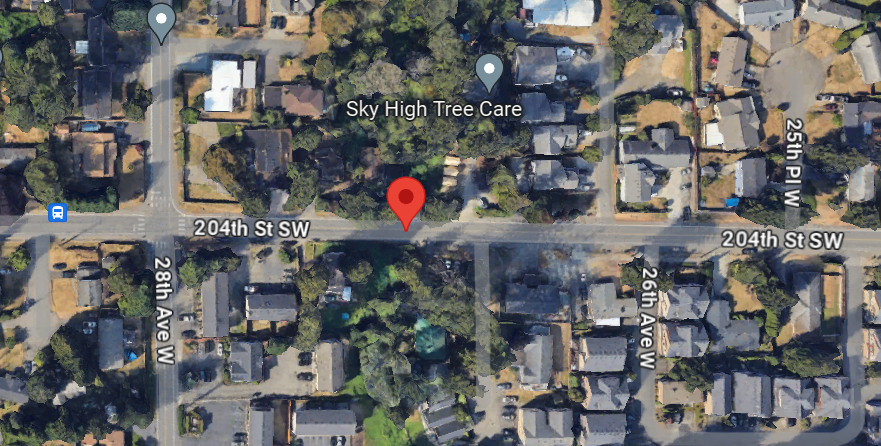 Sky High Tree Care
25th Pl W
204th St SW
204th St SW
28th Ave W
26th Ave W